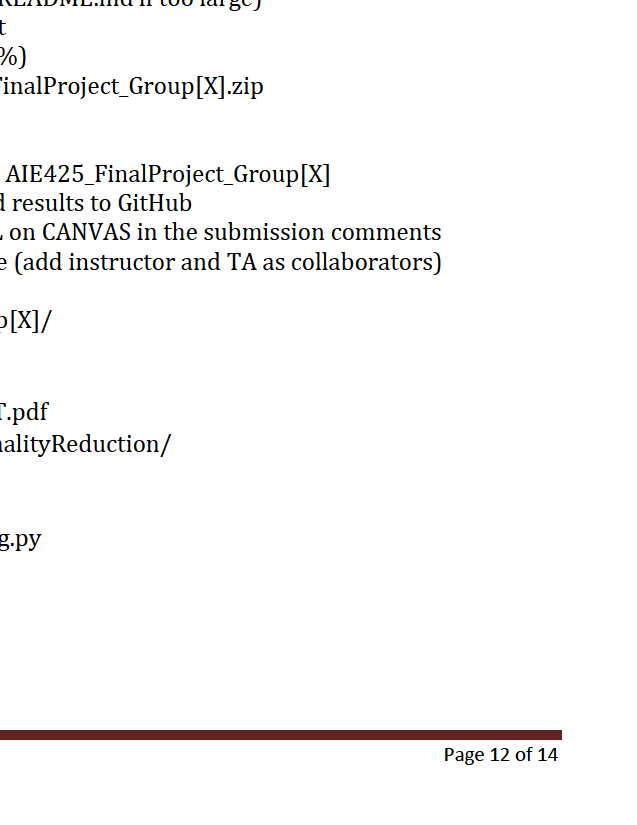 README.md if too large)
t
%)
FinalProject_Group[X].zip
AIE425_FinalProject_Group[X]
d results to GitHub
L on CANVAS in the submission comments
e (add instructor and TA as collaborators)
p[X]/
T.pdf
nalityReduction/
g.py
Page 12 of 14